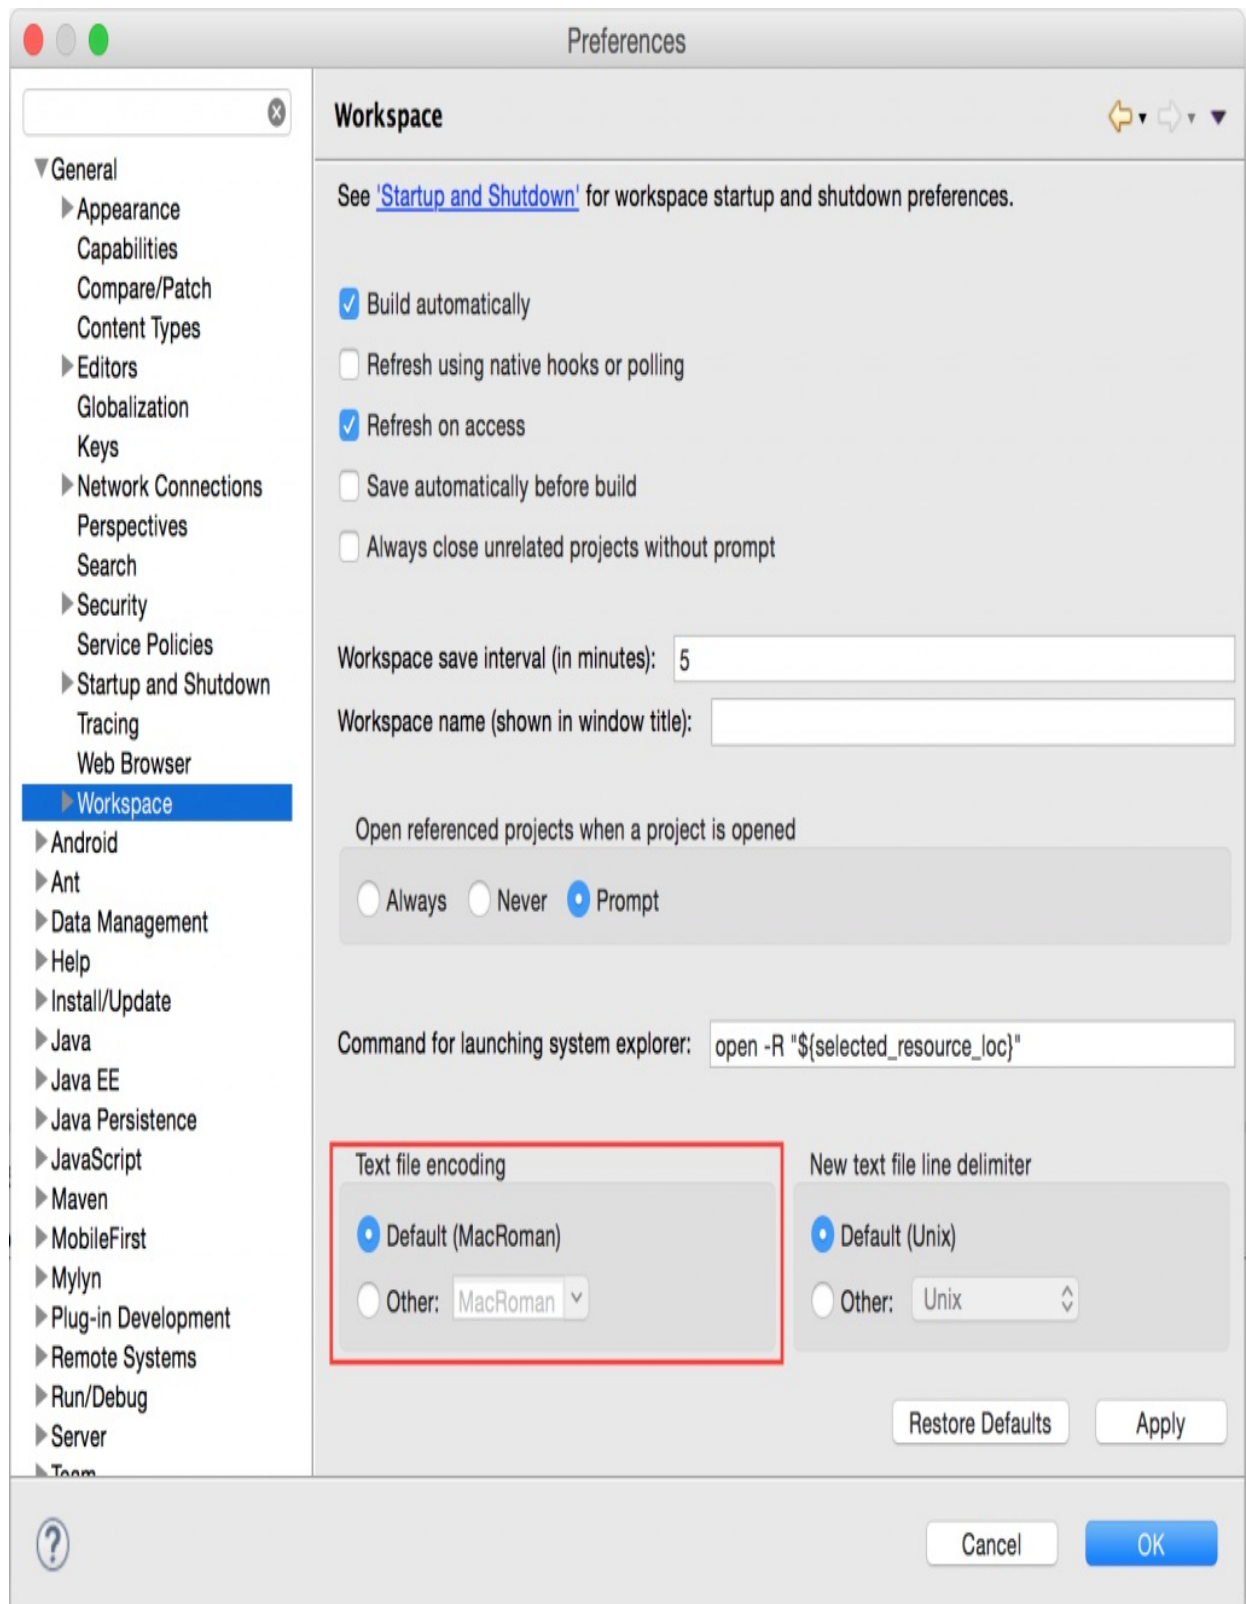 Preferences
General
Appearance
Capabilities
Compare/Patch
Content Types
Editors
Globalization
Keys
Network Connections
Perspectives
Search
Security
Service Policies
Startup and Shutdown
Tracing
Web Browser
Workspace
Android
Ant
Data Management
Help
Install/Update
Java
Java EE
Java Persistence
JavaScript
Maven
MobileFirst
Mylyn
Plug-in Development
Remote Systems
Run/Debug
Server
Team
Workspace
See 'Startup and Shutdown' for workspace startup and shutdown preferences.
Build automatically
Refresh using native hooks or polling
Refresh on access
Save automatically before build
Always close unrelated projects without prompt
Workspace save interval (in minutes): 5
Workspace name (shown in window title):
Open referenced projects when a project is opened
Always Never Prompt
Command for launching system explorer: open -R "${selected_resource_loc}"
Text file encoding
Default (MacRoman)
Other: MacRoman
New text file line delimiter
Default (Unix)
Other: Unix
Restore Defaults Apply
? Cancel OK